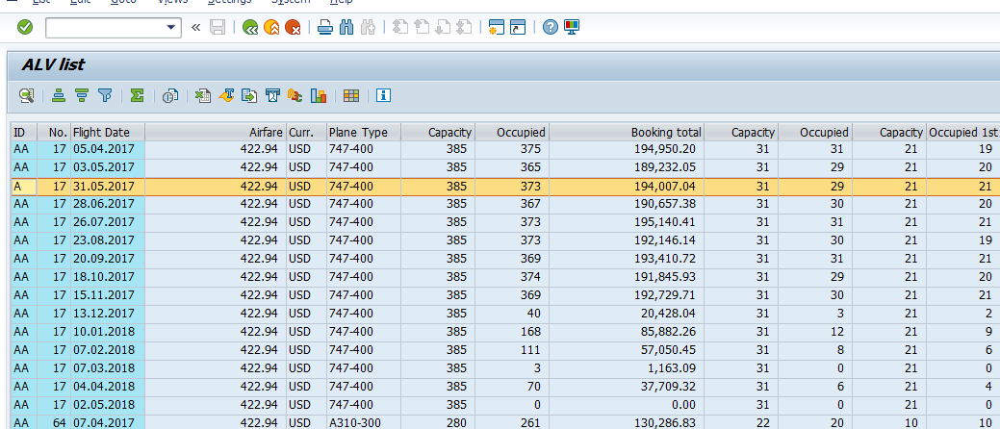 List Edit Goto Views Settings System Help
ALV list
ID No. Flight Date Airfare Curr. Plane Type Capacity Occupied Booking total Capacity Occupied Capacity Occupied 1st
AA 17 05.04.2017 422.94 USD 747-400 385 375 194,950.20 31 31 21 19
AA 17 03.05.2017 422.94 USD 747-400 385 365 189,232.05 31 29 21 20
A 17 31.05.2017 422.94 USD 747-400 385 373 194,007.04 31 29 21 21
AA 17 28.06.2017 422.94 USD 747-400 385 367 190,657.38 31 30 21 20
AA 17 26.07.2017 422.94 USD 747-400 385 373 195,140.41 31 31 21 21
AA 17 23.08.2017 422.94 USD 747-400 385 373 192,146.14 31 30 21 19
AA 17 20.09.2017 422.94 USD 747-400 385 369 193,410.72 31 31 21 21
AA 17 18.10.2017 422.94 USD 747-400 385 374 191,845.93 31 29 21 20
AA 17 15.11.2017 422.94 USD 747-400 385 369 192,729.71 31 30 21 21
AA 17 13.12.2017 422.94 USD 747-400 385 40 20,428.04 31 3 21 2
AA 17 10.01.2018 422.94 USD 747-400 385 168 85,882.26 31 12 21 9
AA 17 07.02.2018 422.94 USD 747-400 385 111 57,050.45 31 8 21 6
AA 17 07.03.2018 422.94 USD 747-400 385 3 1,163.09 31 0 21 0
AA 17 04.04.2018 422.94 USD 747-400 385 70 37,709.32 31 6 21 4
AA 17 02.05.2018 422.94 USD 747-400 385 0 0.00 31 0 21 0
AA 64 07.04.2017 422.94 USD A310-300 280 261 130,286.83 22 20 10 10